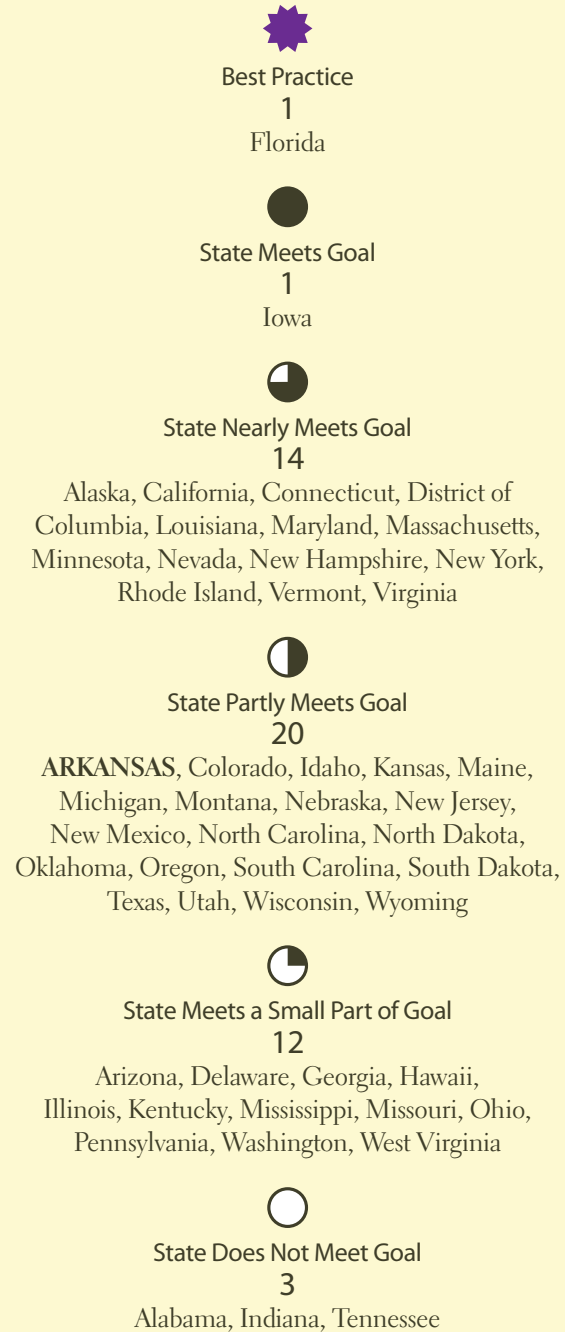 Best Practice
1
Florida
State Meets Goal
1
Iowa
State Nearly Meets Goal
14
Alaska, California, Connecticut, District of
Columbia, Louisiana, Maryland, Massachusetts,
Minnesota, Nevada, New Hampshire, New York,
Rhode Island, Vermont, Virginia
State Partly Meets Goal
20
ARKANSAS, Colorado, Idaho, Kansas, Maine,
Michigan, Montana, Nebraska, New Jersey,
New Mexico, North Carolina, North Dakota,
Oklahoma, Oregon, South Carolina, South Dakota,
Texas, Utah, Wisconsin, Wyoming
State Meets a Small Part of Goal
12
Arizona, Delaware, Georgia, Hawaii,
Illinois, Kentucky, Mississippi, Missouri, Ohio,
Pennsylvania, Washington, West Virginia
State Does Not Meet Goal
3
Alabama, Indiana, Tennessee